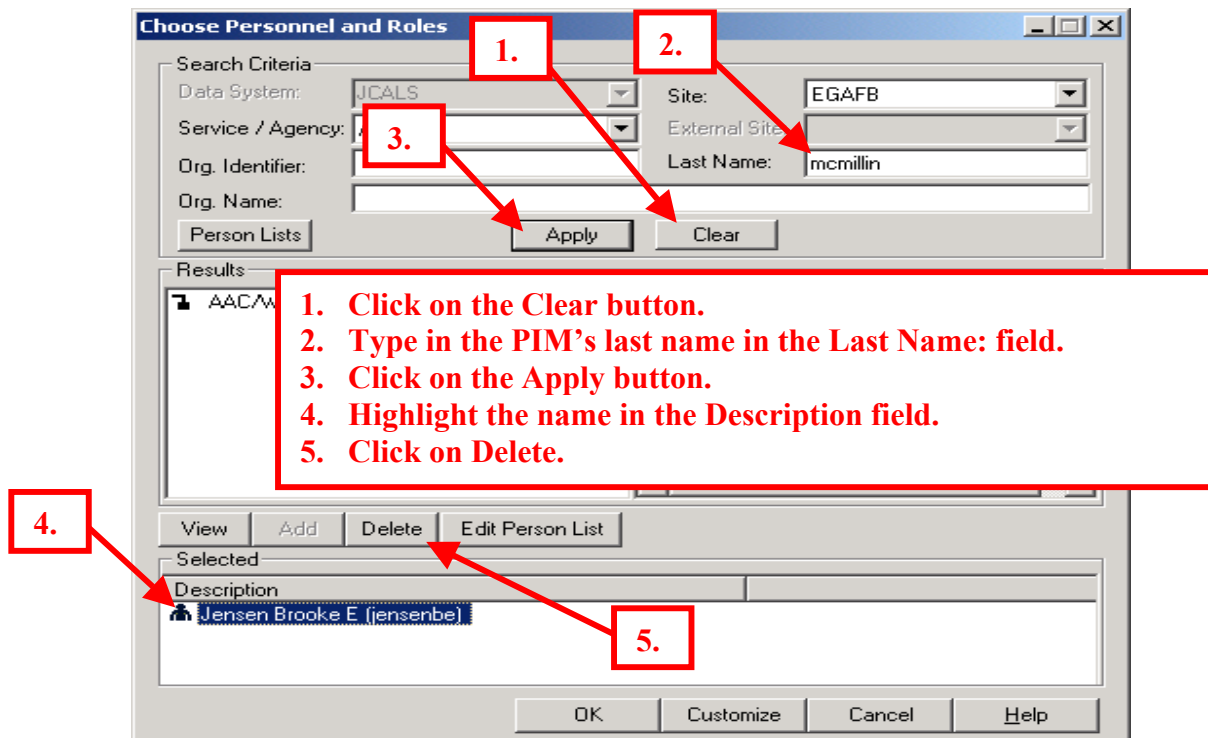 Choose Personnel and Roles
1.
2.
Search Criteria
Data System: JCALS Site: EGAFB
Service / Agency: External Site
3.
Org. Identifier: Last Name: mcmillin
Org. Name:
Person Lists Apply Clear
Results
1. Click on the Clear button.
2. Type in the PIM’s last name in the Last Name: field.
3. Click on the Apply button.
4. Highlight the name in the Description field.
5. Click on Delete.
4.
View Add Delete Edit Person List
Selected
Description
Jensen Brooke E (jensenbe)
5.
OK Customize Cancel Help